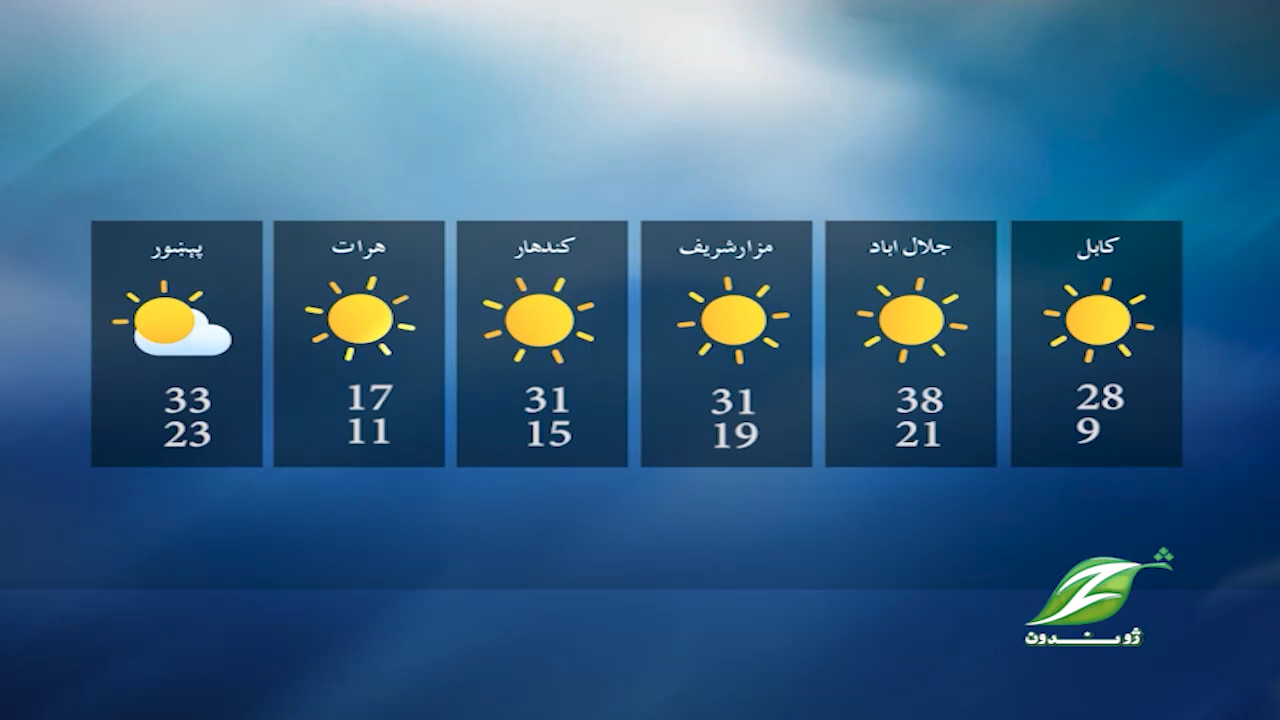 کابل
28
9
جلال اباد
38
21
مزارشریف
31
19
کندهار
31
15
هرات
17
11
پېښور
33
23
ژوندون